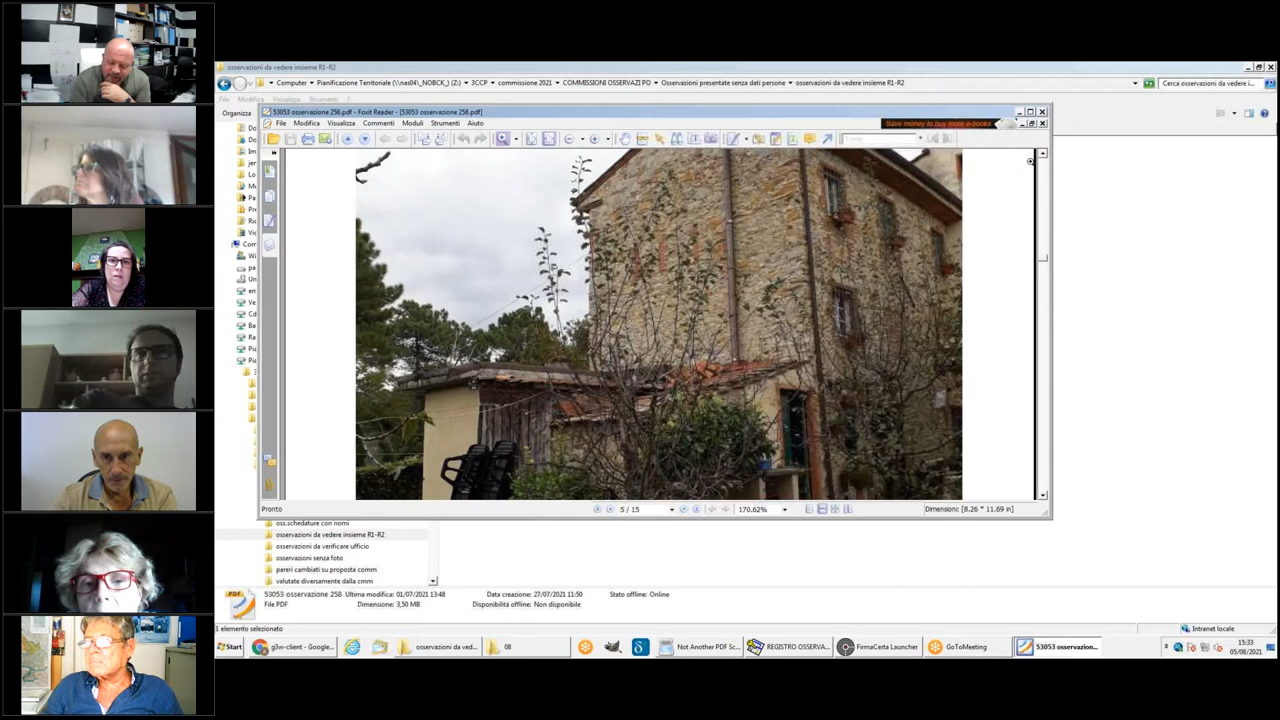 osservazioni da vedere insieme R1-R2
Computer
Pianificazione Territoriale (\\nas04\_NOBCK_) (Z:)
3CCP
commissione 2021
COMMISSIONI OSSERVAZI PO
Osservazioni presentate senza dati persone
osservazioni da vedere insieme R1-R2
Cerca osservazioni da vedere i...
File Modifica Visualizza Strumenti ?
Organizza
53053 osservazione 258.pdf - Foxit Reader - [53053 osservazione 258.pdf]
File Modifica Visualizza Commenti Moduli Strumenti Aiuto
Save money to buy more e-books
Pronto
5 / 15
170.62%
Dimensioni: [8.26 * 11.69 in]
oss.schedature con nomi
osservazioni da vedere insieme R1-R2
osservazioni da verificare ufficio
osservazioni senza foto
pareri cambiati su proposta comm
valutate diversamente dalla cmm
53053 osservazione 258 Ultima modifica: 01/07/2021 13:48 Data creazione: 27/07/2021 11:50 Stato offline: Online
File PDF Dimensione: 3,50 MB Disponibilità offline: Non disponibile
1 elemento selezionato
Intranet locale
Start
g3w-client - Google...
osservazioni da ved...
08
Not Another PDF Sc...
REGISTRO OSSERVA...
FirmaCerta Launcher
GoToMeeting
53053 osservazion...
15:33
05/08/2021